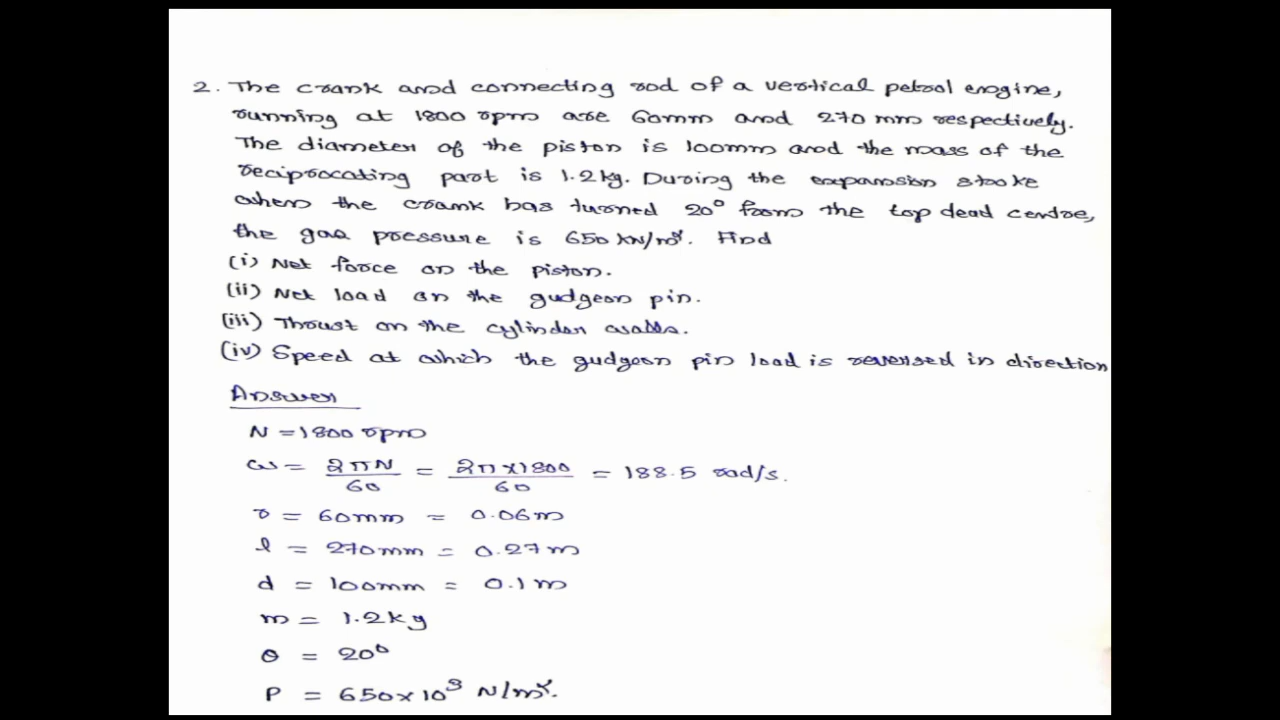 2. The crank and connecting rod of a vertical petrol engine,
running at 1800 rpm are 60mm and 270 mm respectively.
The diameter of the piston is 100mm and the mass of the
reciprocating part is 1.2kg. During the expansion stroke
when the crank has turned 20° from the top dead centre,
the gas pressure is 650 kN/m². Find
(i) Net force on the piston.
(ii) Net load on the gudgeon pin.
(iii) Thrust on the cylinder walls.
(iv) Speed at which the gudgeon pin load is reversed in direction
Answer
N = 1800 rpm
ω = 2πN/60 = 2π×1800/60 = 188.5 rad/s.
r = 60mm = 0.06m
l = 270mm = 0.27m
d = 100mm = 0.1m
m = 1.2kg
θ = 20°
P = 650×10³ N/m².